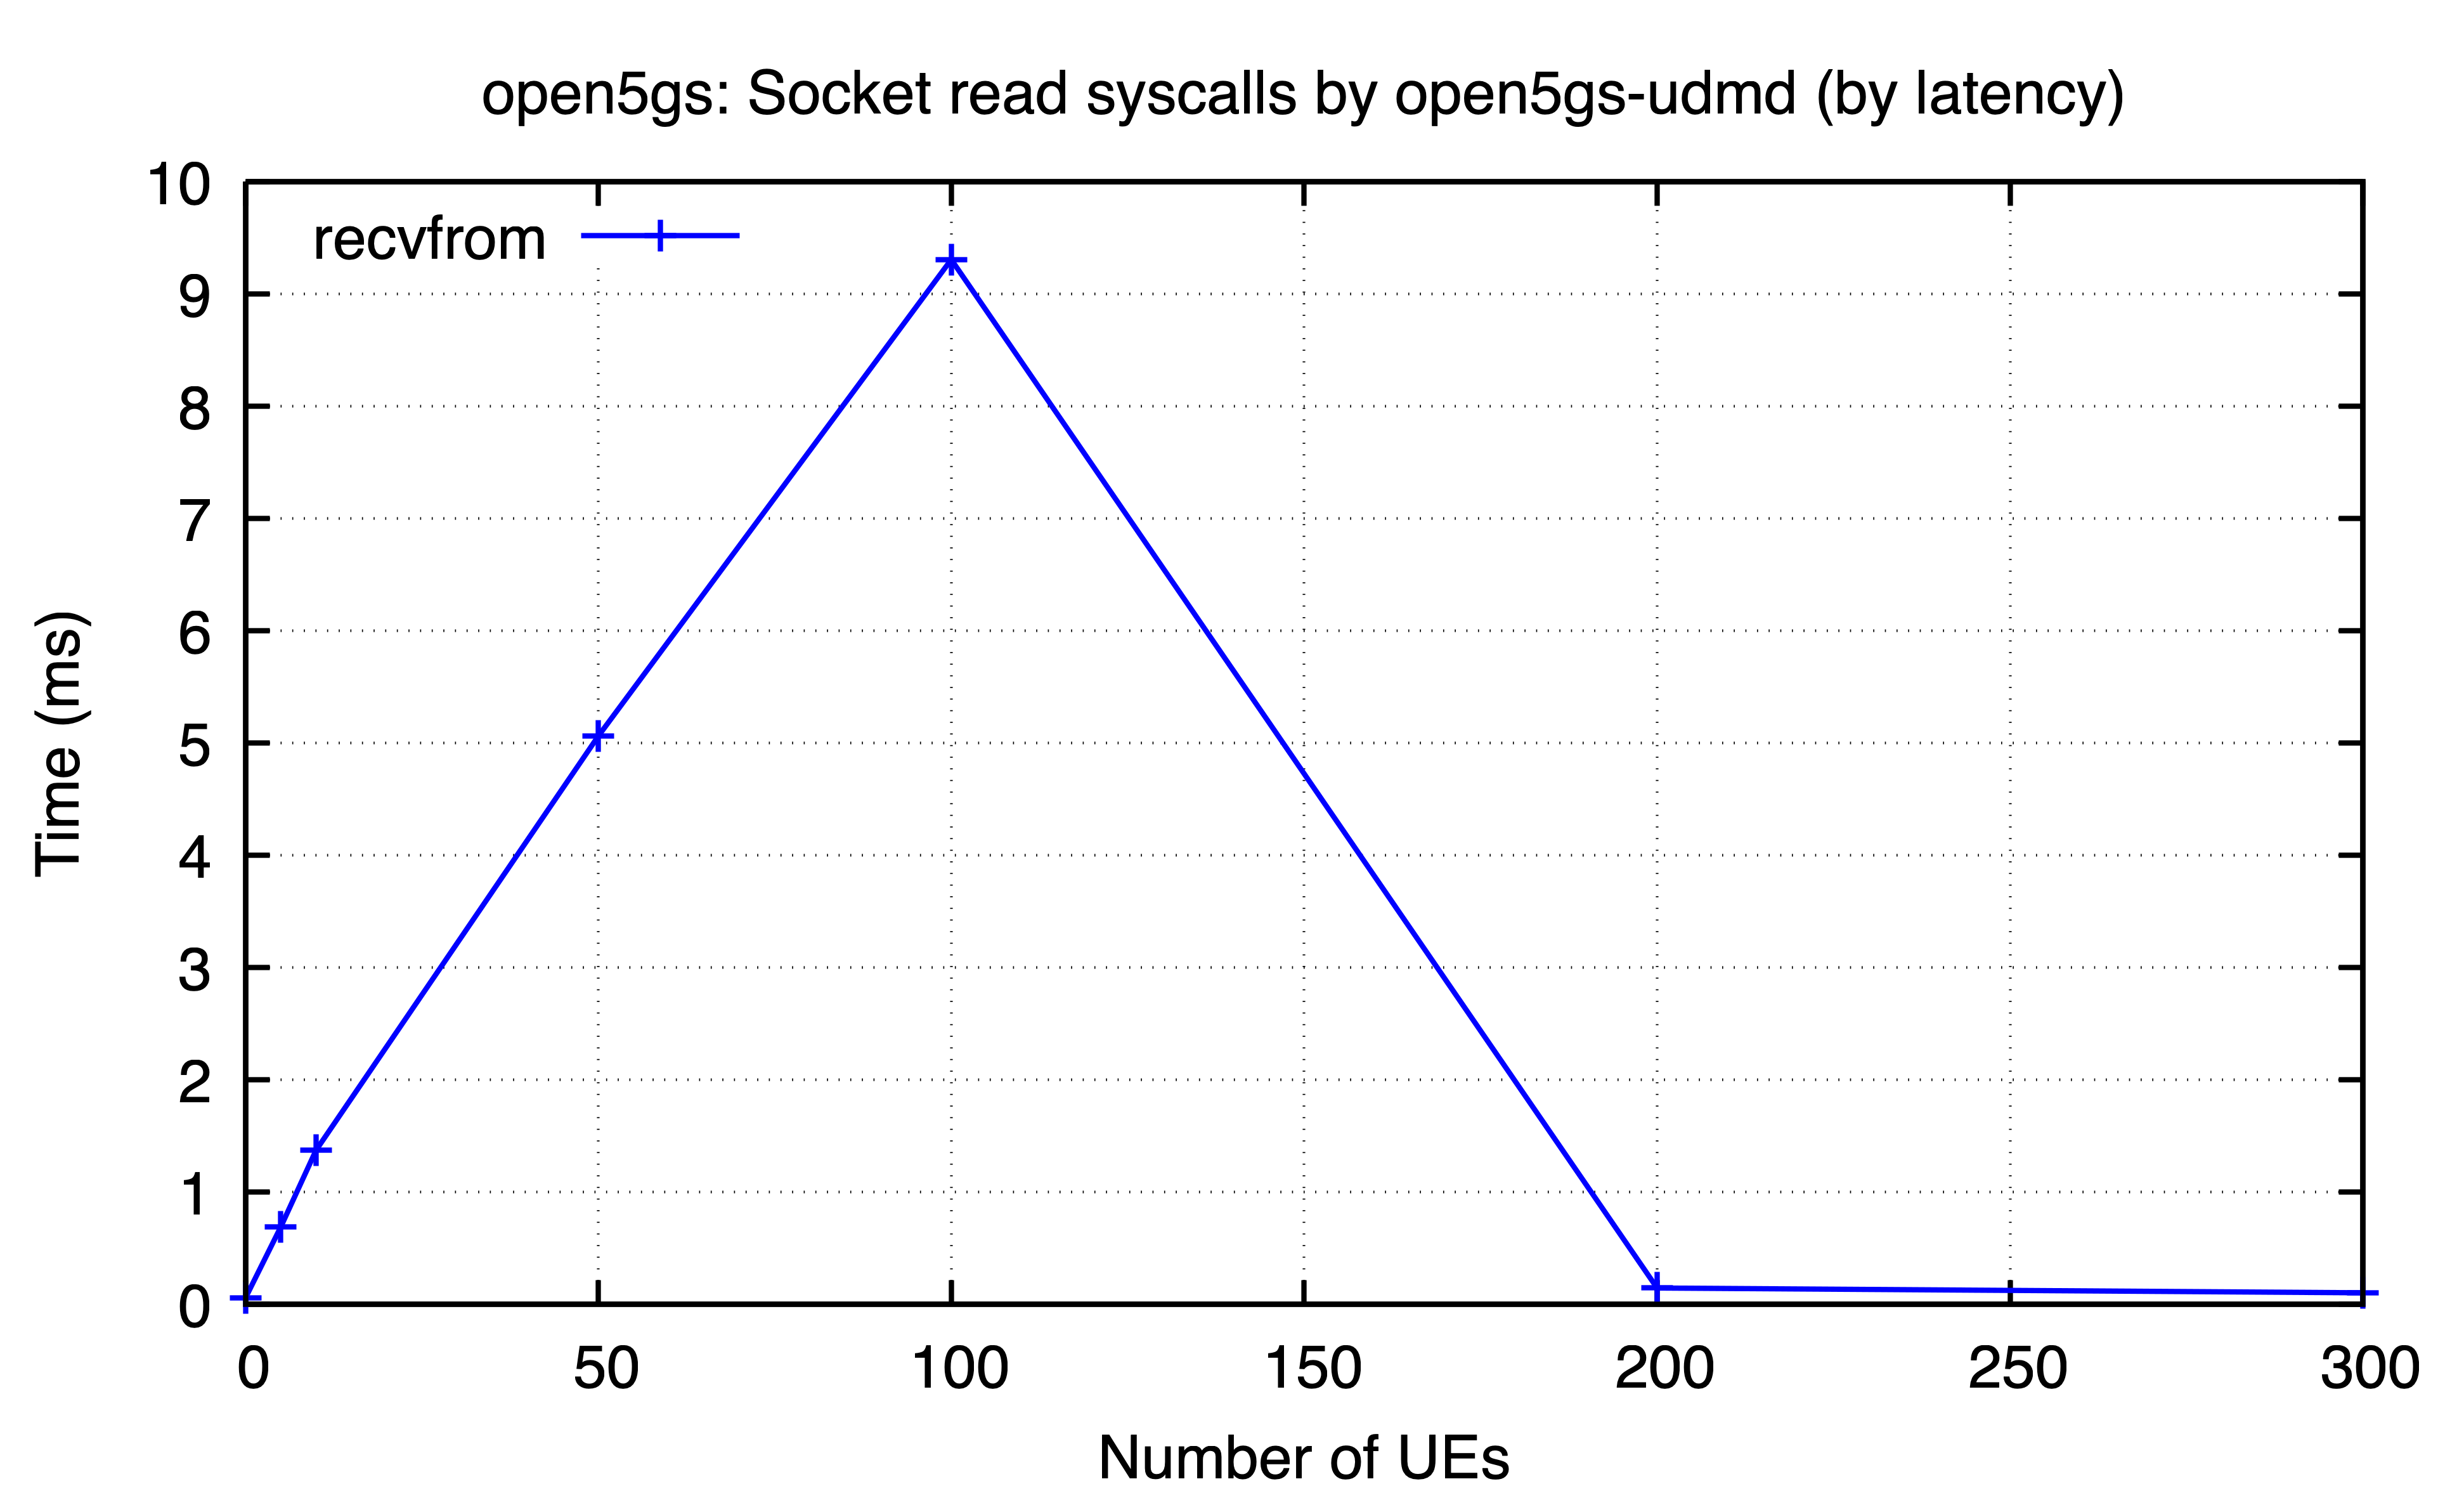 open5gs: Socket read syscalls by open5gs-udmd (by latency)
recvfrom
10
9
8
7
6
5
4
3
2
1
0
Time (ms)
0 50 100 150 200 250 300
Number of UEs